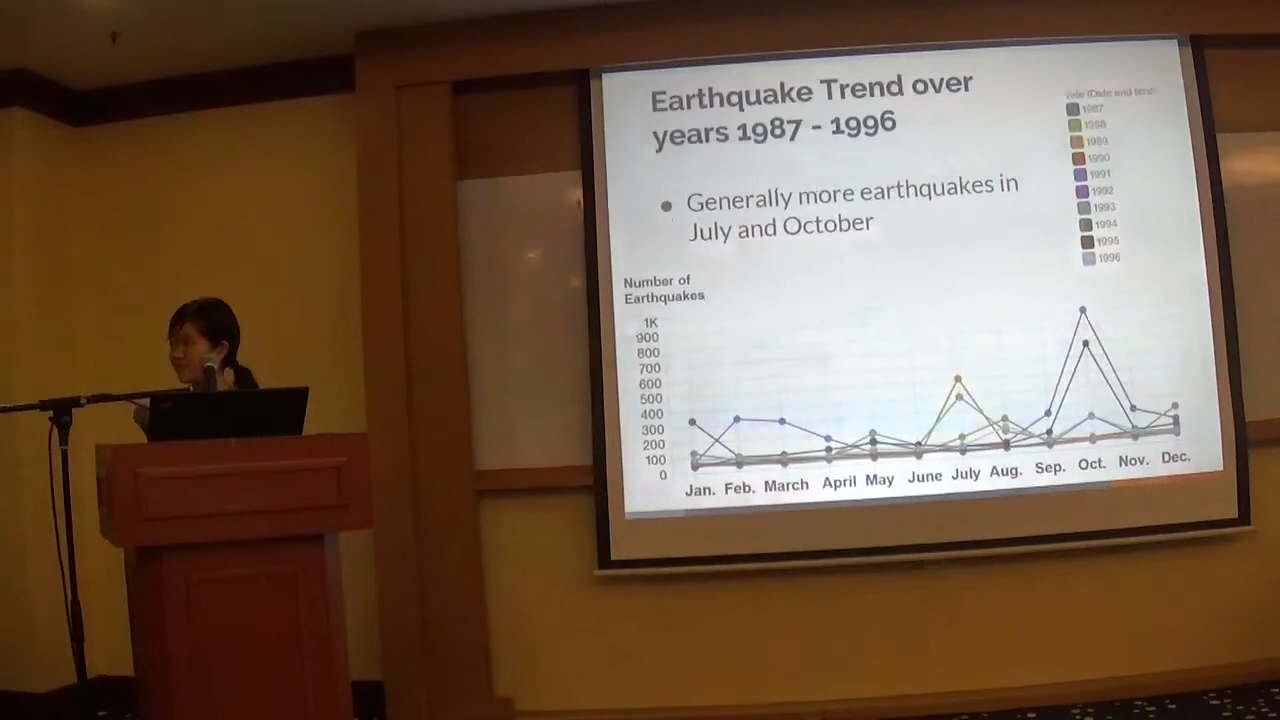 Earthquake Trend over
years 1987 - 1996
Generally more earthquakes in
July and October
(Date and
1987
1988
1989
1990
1991
1992
1993
1994
1995
1996
Number of
Earthquakes
1K
900
800
700
600
500
400
300
200
100
0
Jan. Feb. March April May June July Aug. Sep. Oct. Nov. Dec.